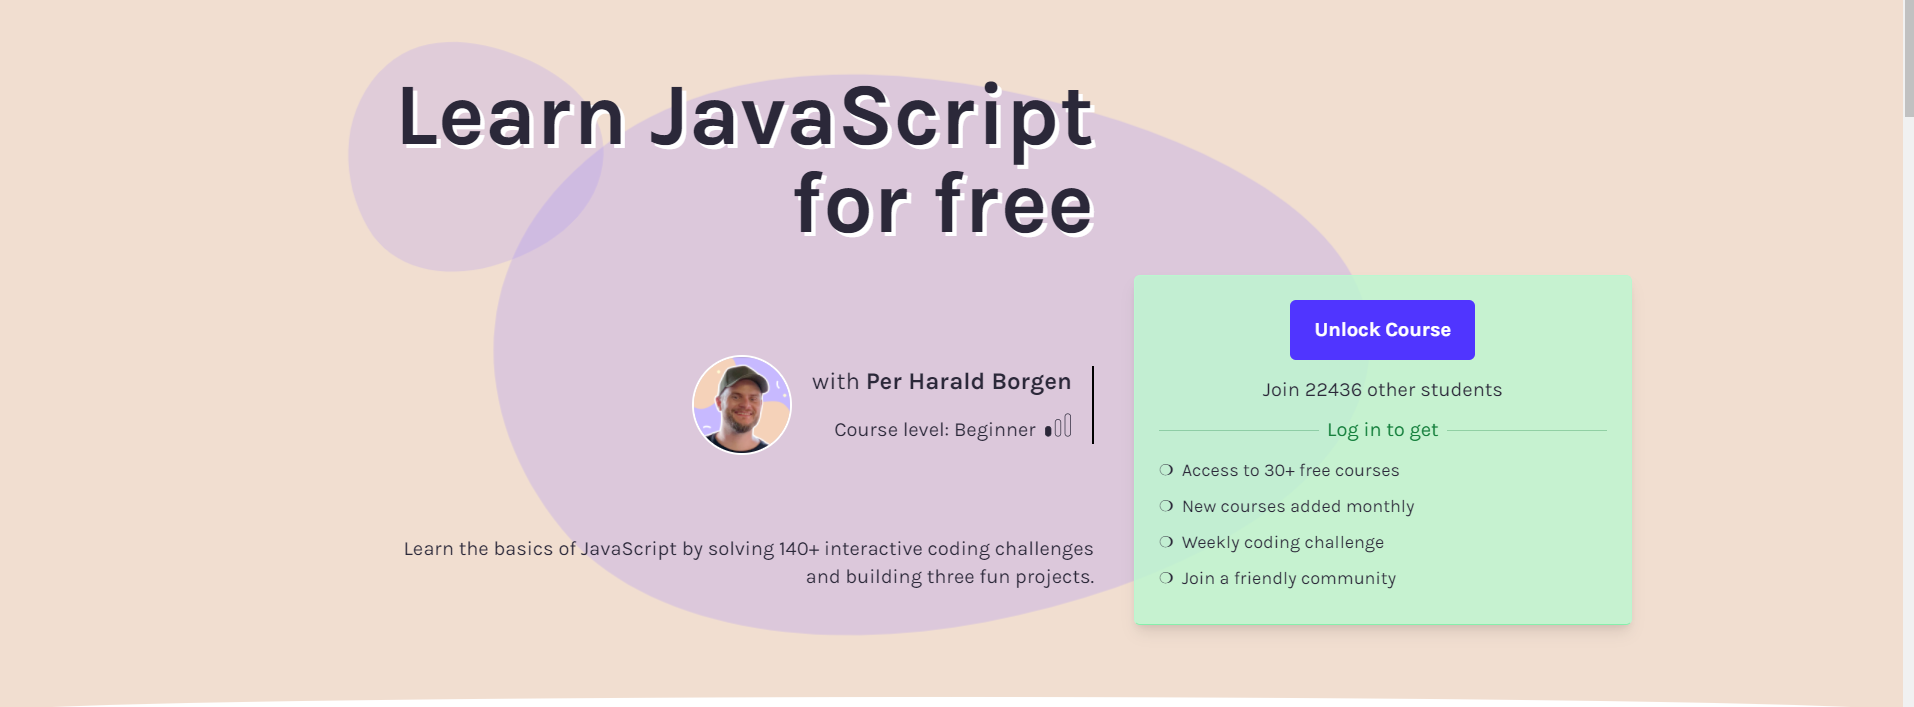 Learn JavaScript
for free
with Per Harald Borgen
Course level: Beginner
Learn the basics of JavaScript by solving 140+ interactive coding challenges
and building three fun projects.
Unlock Course
Join 22436 other students
Log in to get
Access to 30+ free courses
New courses added monthly
Weekly coding challenge
Join a friendly community